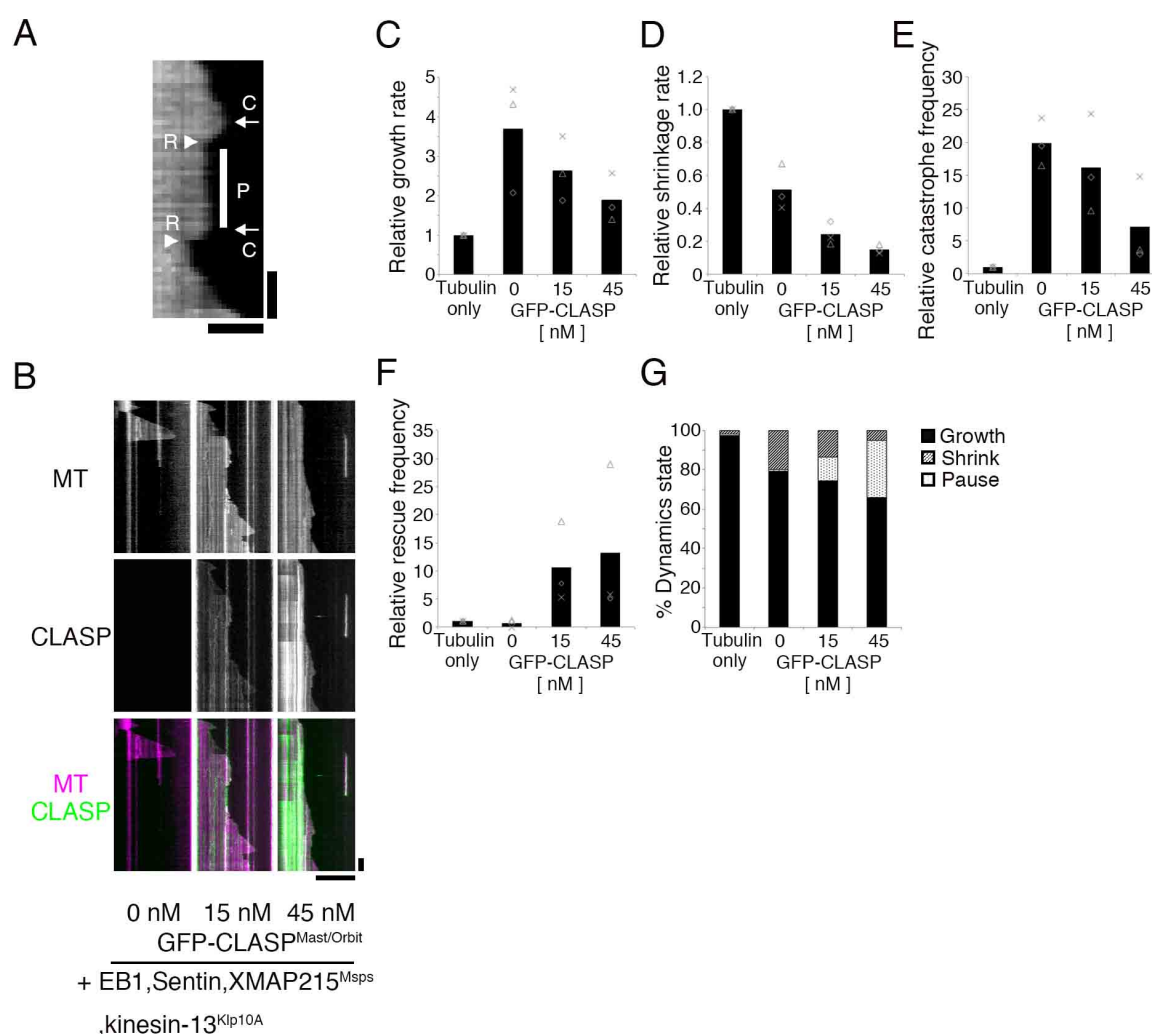 A
C
R
P
R
C
B
MT
CLASP
MT
CLASP
0 nM 15 nM 45 nM
GFP-CLASPMast/Orbit
+ EB1,Sentin,XMAP215Msps
,kinesin-13Klp10A
C
Relative growth rate
5
4
3
2
1
0
Tubulin only
0 15 45
GFP-CLASP
[ nM ]
D
Relative shrinkage rate
1.2
1.0
0.8
0.6
0.4
0.2
0
Tubulin only
0 15 45
GFP-CLASP
[ nM ]
E
Relative catastrophe frequency
30
25
20
15
10
5
0
Tubulin only
0 15 45
GFP-CLASP
[ nM ]
F
Relative rescue frequency
35
30
25
20
15
10
5
0
Tubulin only
0 15 45
GFP-CLASP
[ nM ]
G
% Dynamics state
100
80
60
40
20
0
Tubulin only
0 15 45
GFP-CLASP
[ nM ]
Growth
Shrink
Pause